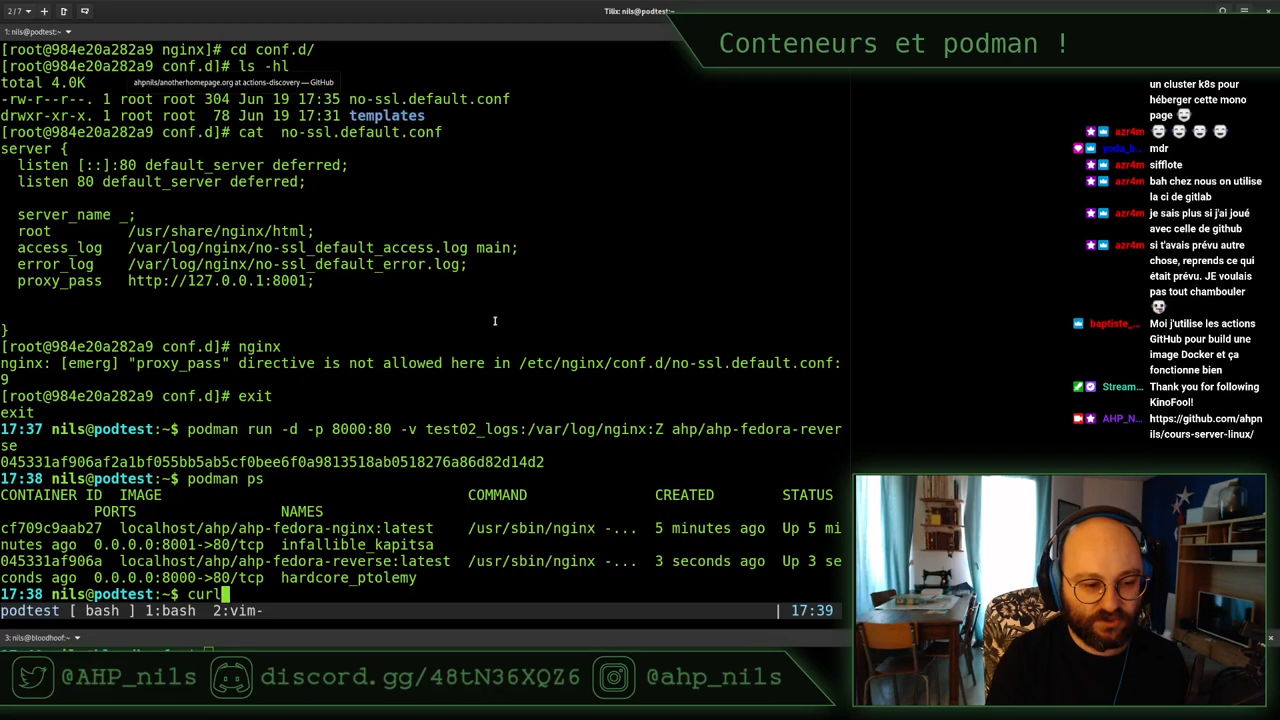 2/7
Tilix: nils@podtest:~
1: nils@podtest:~
Conteneurs et podman !
[root@984e20a282a9 nginx]# cd conf.d/
[root@984e20a282a9 conf.d]# ls -hl
total 4.0K
ahpnils/anotherhomepage.org at actions-discovery — GitHub
-rw-r--r--. 1 root root 304 Jun 19 17:35 no-ssl.default.conf
drwxr-xr-x. 1 root root  78 Jun 19 17:31 templates
[root@984e20a282a9 conf.d]# cat  no-ssl.default.conf
server {
  listen [::]:80 default_server deferred;
  listen 80 default_server deferred;
  server_name _;
  root        /usr/share/nginx/html;
  access_log  /var/log/nginx/no-ssl_default_access.log main;
  error_log   /var/log/nginx/no-ssl_default_error.log;
  proxy_pass  http://127.0.0.1:8001;
}
[root@984e20a282a9 conf.d]# nginx
nginx: [emerg] "proxy_pass" directive is not allowed here in /etc/nginx/conf.d/no-ssl.default.conf:
9
[root@984e20a282a9 conf.d]# exit
exit
17:37 nils@podtest:~$ podman run -d -p 8000:80 -v test02_logs:/var/log/nginx:Z ahp/ahp-fedora-rever
se
045331af906af2a1bf055bb5ab5cf0bee6f0a9813518ab0518276a86d82d14d2
17:38 nils@podtest:~$ podman ps
CONTAINER ID  IMAGE                                  COMMAND               CREATED        STATUS
           PORTS                 NAMES
cf709c9aab27  localhost/ahp/ahp-fedora-nginx:latest    /usr/sbin/nginx -...  5 minutes ago  Up 5 mi
nutes ago  0.0.0.0:8001->80/tcp  infallible_kapitsa
045331af906a  localhost/ahp/ahp-fedora-reverse:latest  /usr/sbin/nginx -...  3 seconds ago  Up 3 se
conds ago  0.0.0.0:8000->80/tcp  hardcore_ptolemy
17:38 nils@podtest:~$ curl
podtest [ bash ] 1:bash  2:vim-  | 17:39
3: nils@bloodhoof:~
un cluster k8s pour
héberger cette mono
page
azr4m
yoda_b... mdr
azr4m sifflote
azr4m bah chez nous on utilise
la ci de gitlab
azr4m je sais plus si j'ai joué
avec celle de github
azr4m si t'avais prévu autre
chose, reprends ce qui
était prévu. JE voulais
pas tout chambouler
baptiste_... Moi j'utilise les actions
GitHub pour build une
image Docker et ça
fonctionne bien
Stream... Thank you for following
KinoFool!
AHP_N... https://github.com/ahpn
ils/cours-server-linux/
@AHP_nils
discord.gg/48tN36XQZ6
@ahp_nils